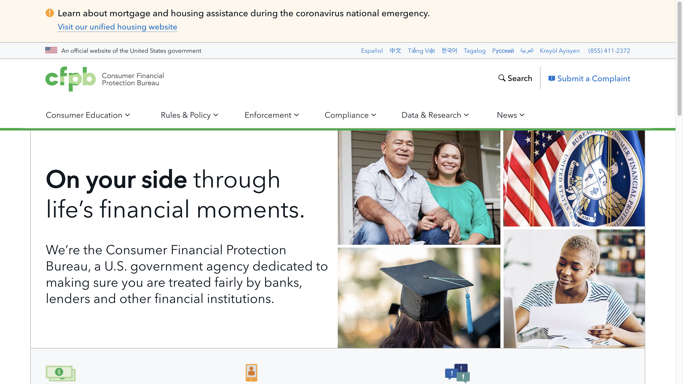 Learn about mortgage and housing assistance during the coronavirus national emergency.
Visit our unified housing website
An official website of the United States government
Español 中文 Tiếng Việt 한국어 Tagalog Русский العربية Kreyòl Ayisyen (855) 411-2372
cfpb Consumer Financial
Protection Bureau
Search
Submit a Complaint
Consumer Education
Rules & Policy
Enforcement
Compliance
Data & Research
News
On your side through
life's financial moments.
We're the Consumer Financial Protection
Bureau, a U.S. government agency dedicated to
making sure you are treated fairly by banks,
lenders and other financial institutions.